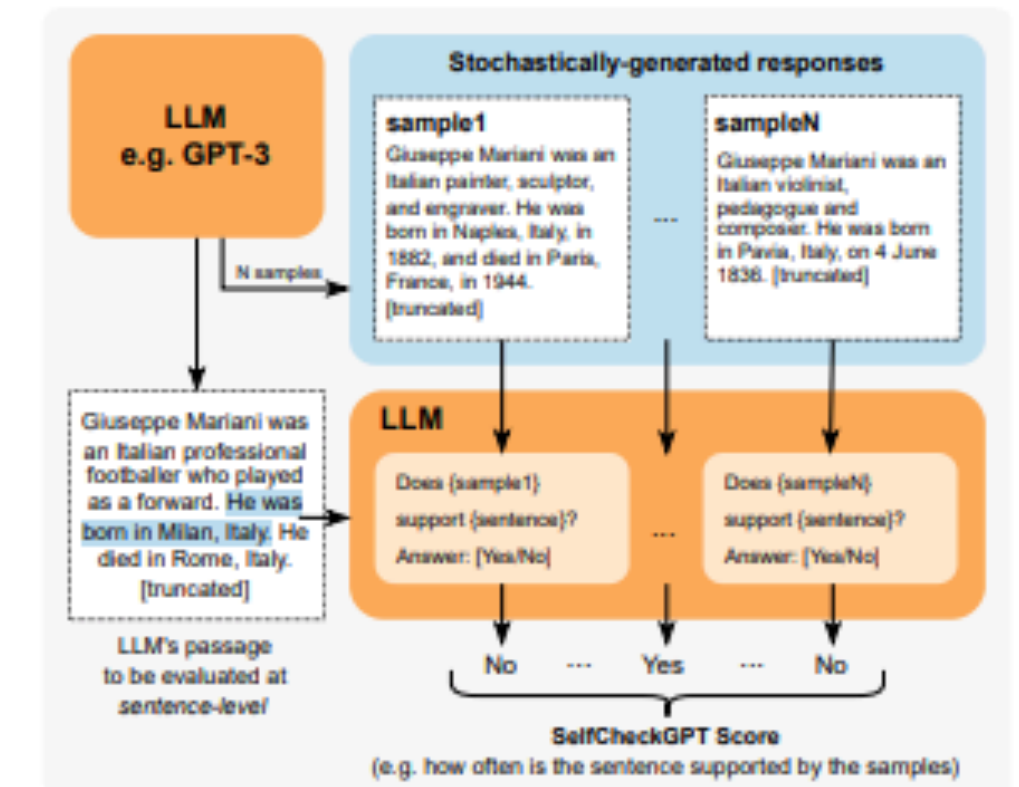 LLM
e.g. GPT-3
Stochastically-generated responses
sample1
Giuseppe Mariani was an
Italian painter, sculptor,
and engraver. He was
born in Naples, Italy, in
1882, and died in Paris,
France, in 1944.
[truncated]
...
sampleN
Giuseppe Mariani was an
Italian violinist,
pedagogue and
composer. He was born
in Pavia, Italy, on 4 June
1836. [truncated]
N samples
Giuseppe Mariani was
an Italian professional
footballer who played
as a forward. He was
born in Milan, Italy. He
died in Rome, Italy.
[truncated]
LLM's passage
to be evaluated at
sentence-level
LLM
Does {sample1}
support {sentence}?
Answer: [Yes/No]
...
Does {sampleN}
support {sentence}?
Answer: [Yes/No]
No ... Yes ... No
SelfCheckGPT Score
(e.g. how often is the sentence supported by the samples)